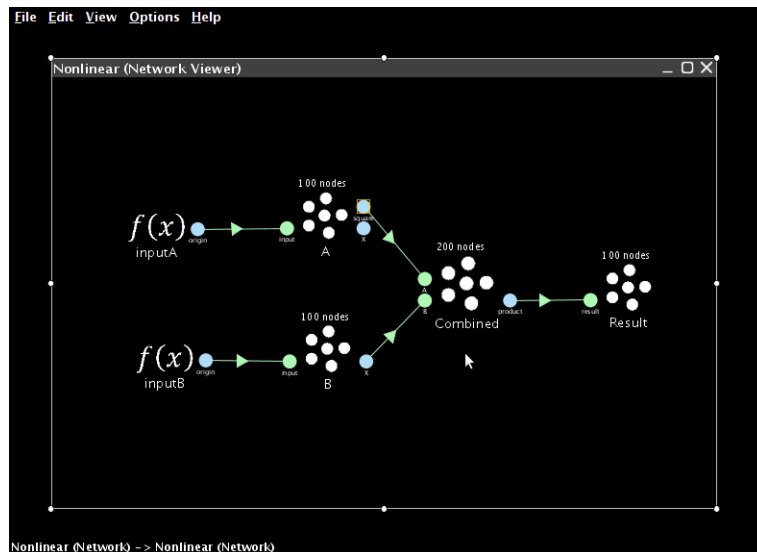 File Edit View Options Help
Nonlinear (Network Viewer)
100 nodes
square
f(x)
origin
input
X
inputA
A
200 nodes
100 nodes
A
B
product
result
Combined
Result
100 nodes
f(x)
origin
input
X
inputB
B
Nonlinear (Network) -> Nonlinear (Network)